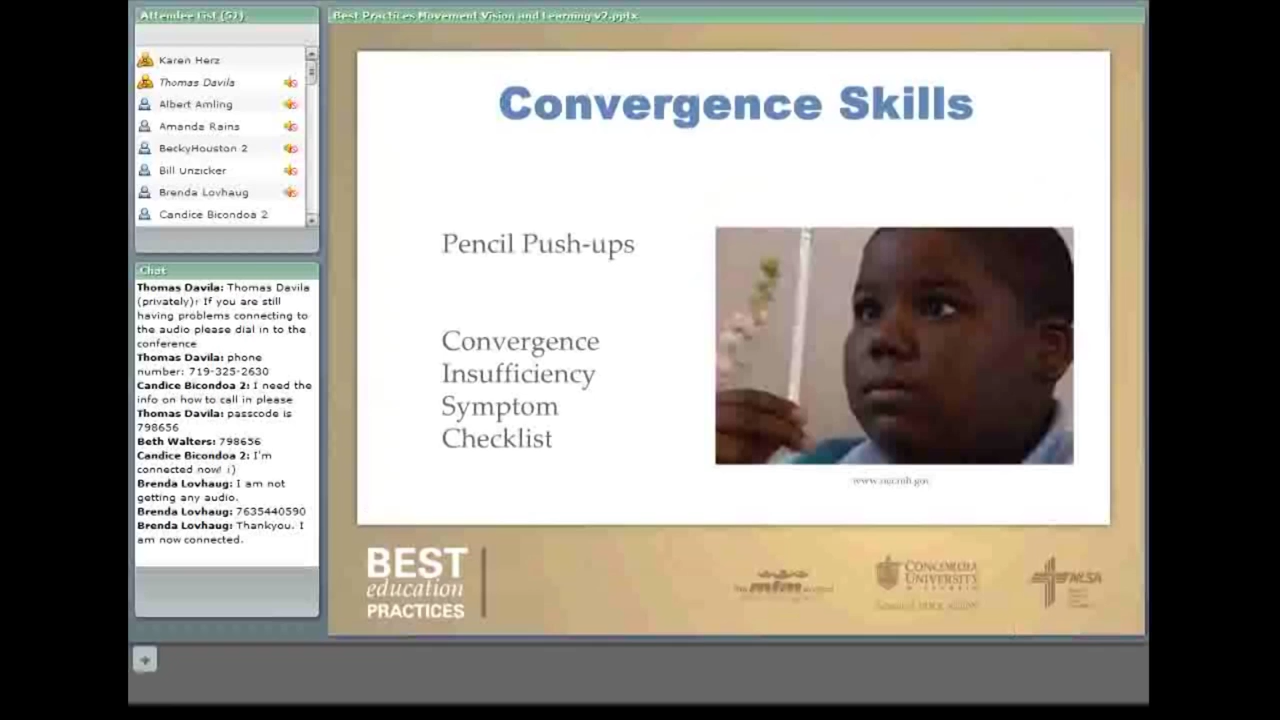 Attendee List (52)
Karen Herz
Thomas Davila
Albert Amling
Amanda Rains
BeckyHouston 2
Bill Unzicker
Brenda Lovhaug
Candice Bicondoa 2
Chat
Thomas Davila: Thomas Davila
(privately): If you are still
having problems connecting
to the audio please dial in to the
conference
Thomas Davila: phone
number: 719-325-2630
Candice Bicondoa 2: I need the
info on how to call in please
Thomas Davila: passcode is
798656
Beth Walters: 798656
Candice Bicondoa 2: I'm
connected now! :)
Brenda Lovhaug: I am not
getting any audio.
Brenda Lovhaug: 7635440590
Brenda Lovhaug: Thankyou. I
am now connected.
Best Practices Movement Vision and Learning v2.pptx
Convergence Skills
Pencil Push-ups
Convergence
Insufficiency
Symptom
Checklist
BEST
education
PRACTICES
CONCORDIA
UNIVERSITY
NLSA